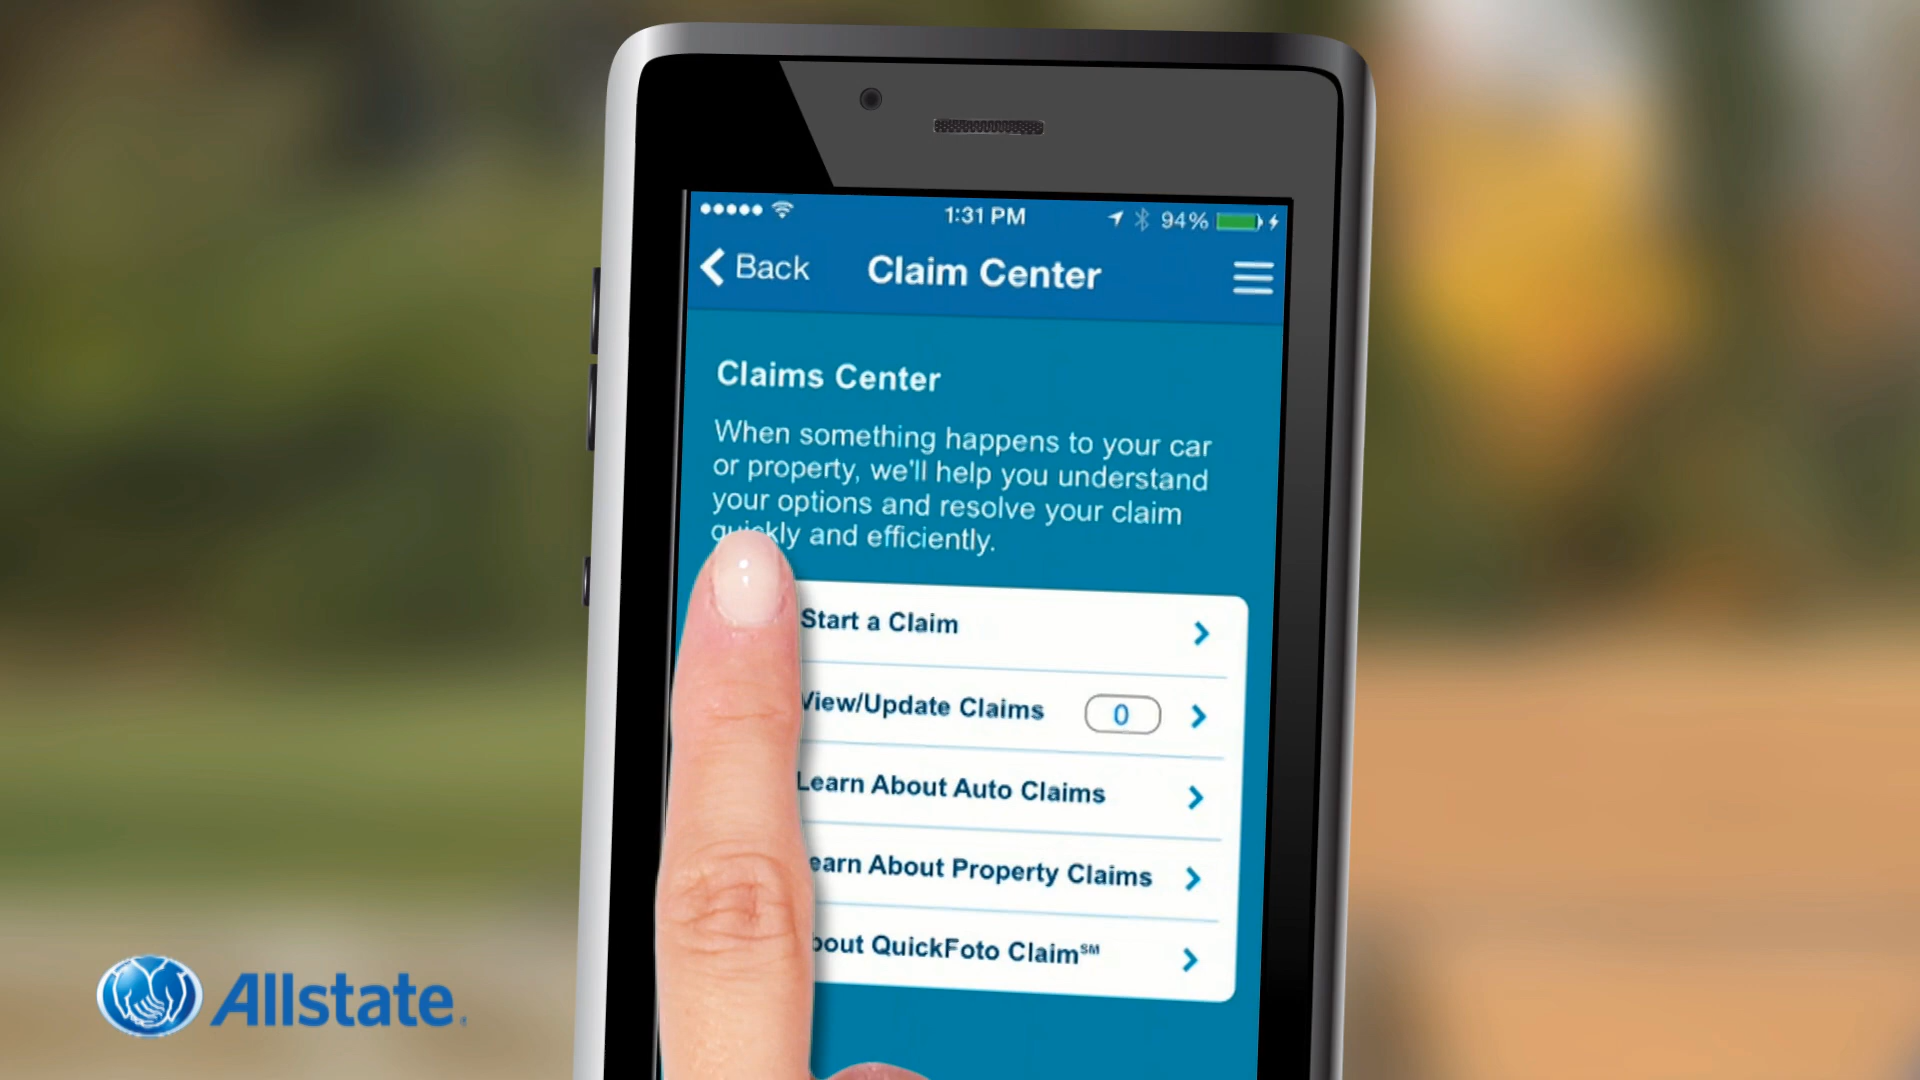 1:31 PM 94%
Back Claim Center
Claims Center
When something happens to your car
or property, we'll help you understand
your options and resolve your claim
quickly and efficiently.
Start a Claim
View/Update Claims 0
Learn About Auto Claims
earn About Property Claims
bout QuickFoto Claim℠
Allstate®